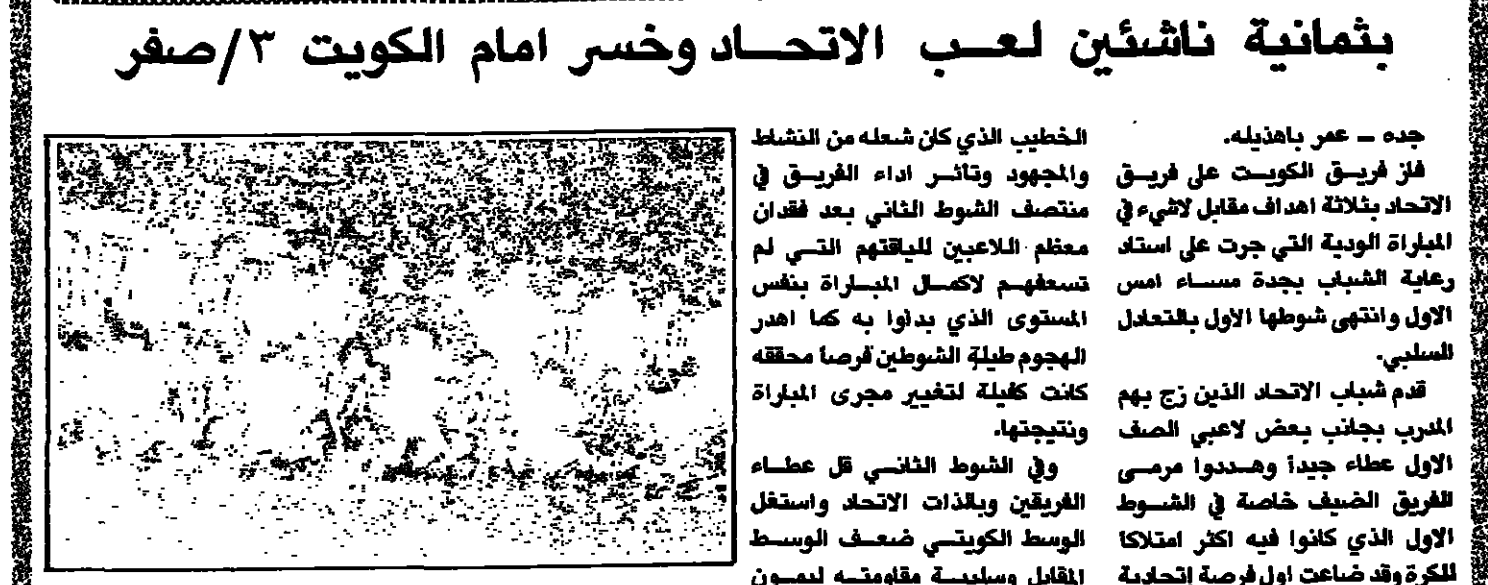 بثمانية ناشئين لعب الاتحاد وخسر امام الكويت ٣/صفر
جده - عمر باهذيله.
فاز فريق الكويت على فريق
الاتحاد بثلاثة اهداف مقابل لاشيء في
المباراة الودية التي جرت على استاد
رعاية الشباب بجدة مساء امس
الاول وانتهى شوطها الاول بالتعادل
السلبي.
قدم شباب الاتحاد الذين زج بهم
المدرب بجانب بعض لاعبي الصف
الاول عطاء جيداً وهددوا مرمى
الفريق الضيف خاصة في الشوط
الاول الذي كانوا فيه اكثر امتلاكا
للكرة وقد ضاعت اول فرصة إتحادية
الخطيب الذي كان شعله من النشاط
والمجهود وتأثر اداء الفريق في
منتصف الشوط الثاني بعد فقدان
معظم اللاعبين للياقتهم التي لم
تسعفهم لاكمال المباراة بنفس
المستوى الذي بدأوا به كما اهدر
الهجوم طيلة الشوطين فرصاً محققه
كانت كفيلة لتغيير مجرى المباراة
ونتيجتها.
وفي الشوط الثاني قل عطاء
الفريقين وبالذات الاتحاد واستغل
الوسط الكويتي ضعف الوسط
المقابل وسلبية مقاومته ليمون